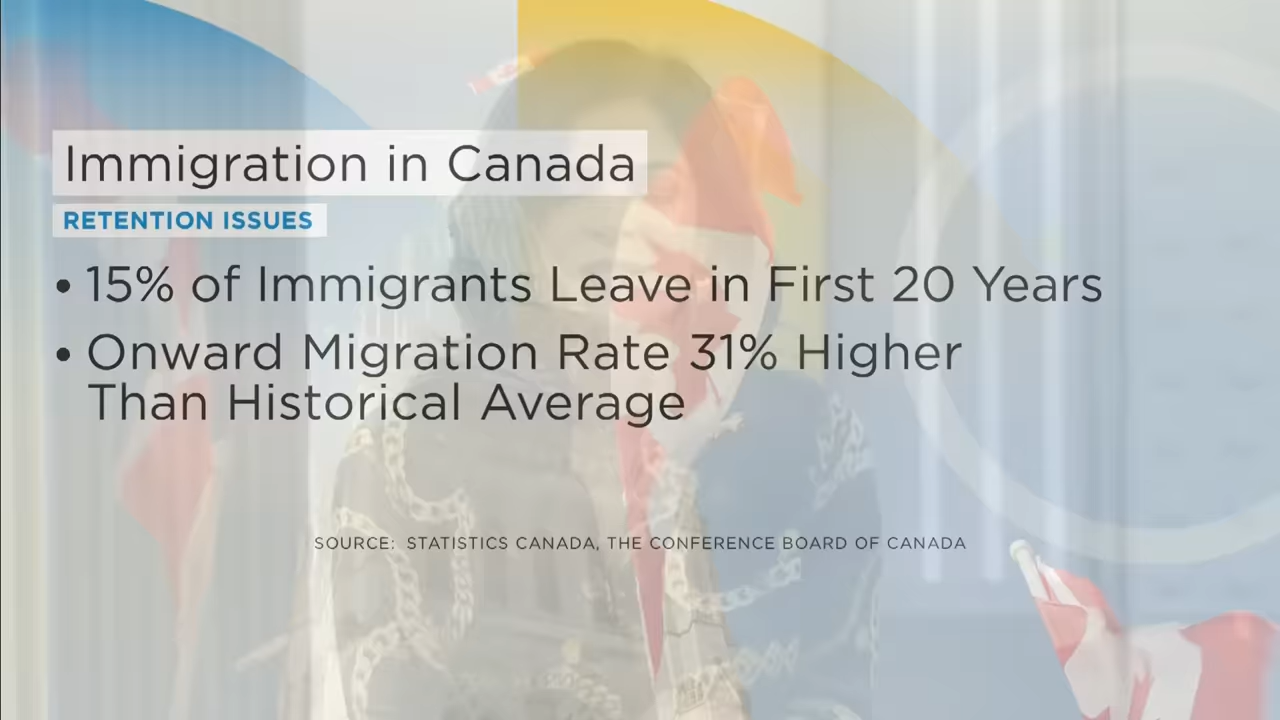 Immigration in Canada
RETENTION ISSUES
• 15% of Immigrants Leave in First 20 Years
• Onward Migration Rate 31% Higher
Than Historical Average
SOURCE: STATISTICS CANADA, THE CONFERENCE BOARD OF CANADA